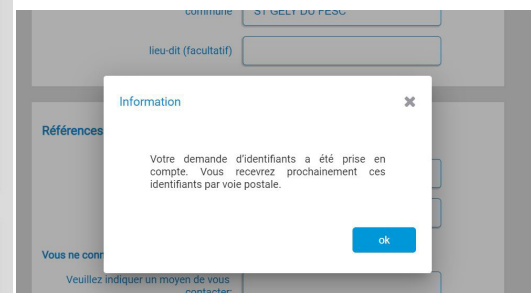 commune ST GELY DU FESC
lieu-dit (facultatif)
Information
Références
Votre demande d'identifiants a été prise en
compte. Vous recevrez prochainement ces
identifiants par voie postale.
ok
Vous ne conn
Veuillez indiquer un moyen de vous
contacter: